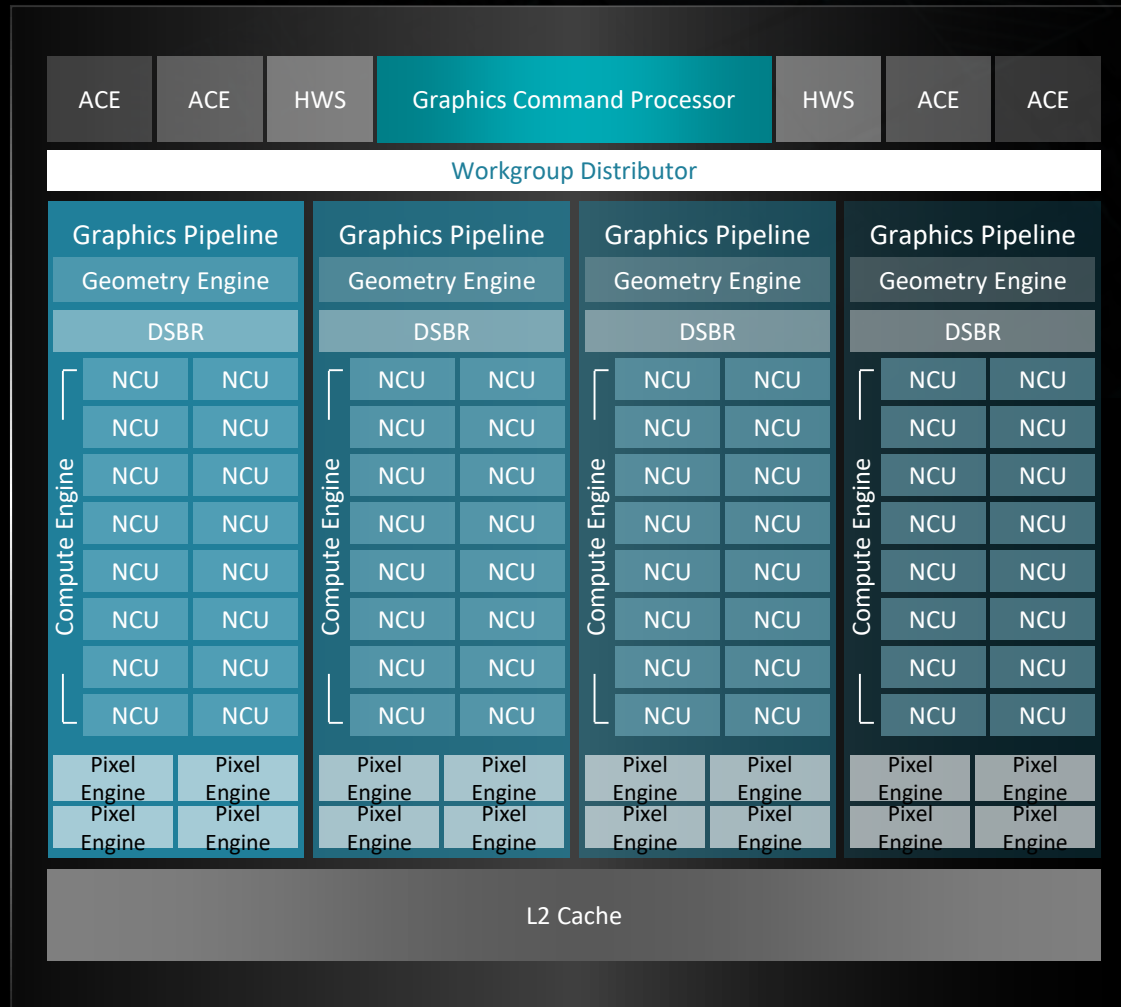 ACE ACE HWS Graphics Command Processor HWS ACE ACE
Workgroup Distributor
Graphics Pipeline Graphics Pipeline Graphics Pipeline Graphics Pipeline
Geometry Engine Geometry Engine Geometry Engine Geometry Engine
DSBR DSBR DSBR DSBR
Compute Engine Compute Engine Compute Engine Compute Engine
NCU NCU NCU NCU NCU NCU NCU NCU
NCU NCU NCU NCU NCU NCU NCU NCU
NCU NCU NCU NCU NCU NCU NCU NCU
NCU NCU NCU NCU NCU NCU NCU NCU
NCU NCU NCU NCU NCU NCU NCU NCU
NCU NCU NCU NCU NCU NCU NCU NCU
NCU NCU NCU NCU NCU NCU NCU NCU
NCU NCU NCU NCU NCU NCU NCU NCU
Pixel Pixel Pixel Pixel Pixel Pixel Pixel Pixel
Engine Engine Engine Engine Engine Engine Engine Engine
Pixel Pixel Pixel Pixel Pixel Pixel Pixel Pixel
Engine Engine Engine Engine Engine Engine Engine Engine
L2 Cache